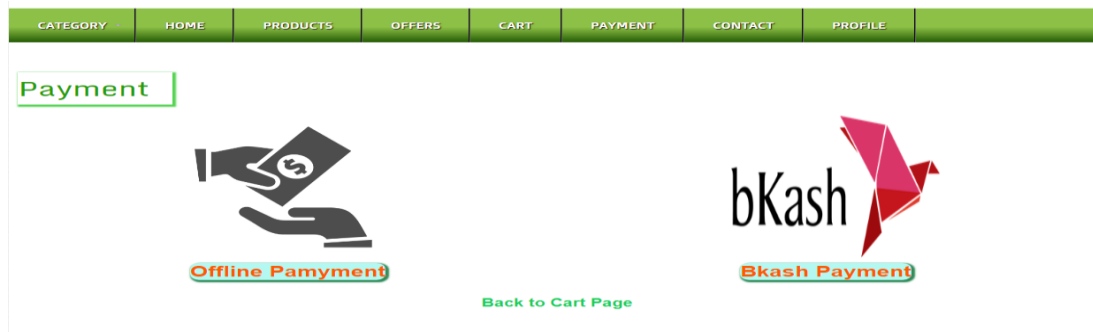 CATEGORY HOME PRODUCTS OFFERS CART PAYMENT CONTACT PROFILE
Payment
$
bKash
Offline Pamyment Bkash Payment
Back to Cart Page